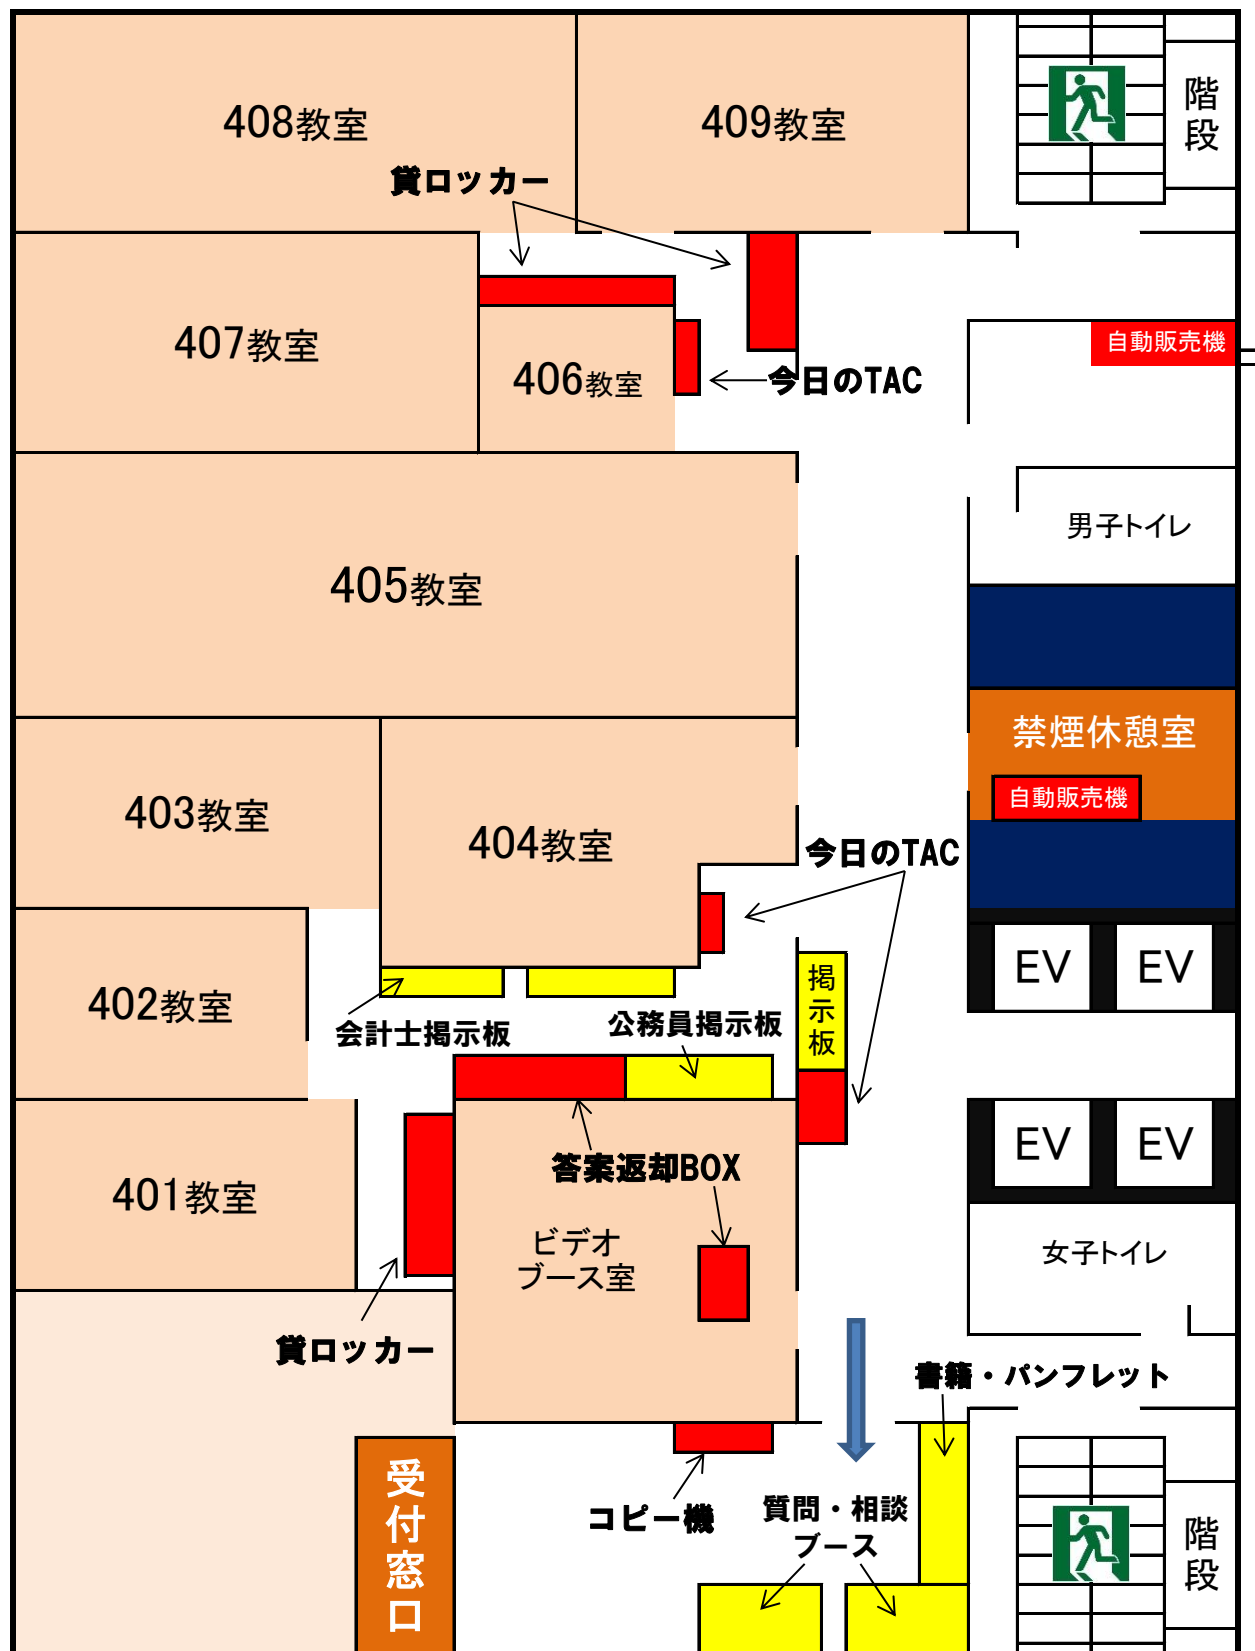 408教室
409教室
階段
貸ロッカー
407教室
406教室
自動販売機
今日のTAC
男子トイレ
405教室
禁煙休憩室
自動販売機
403教室
404教室
今日のTAC
EV
EV
掲示板
402教室
会計士掲示板
公務員掲示板
EV
EV
答案返却BOX
401教室
ビデオ
ブース室
女子トイレ
貸ロッカー
書籍・パンフレット
受付窓口
コピー機
質問・相談
ブース
階段